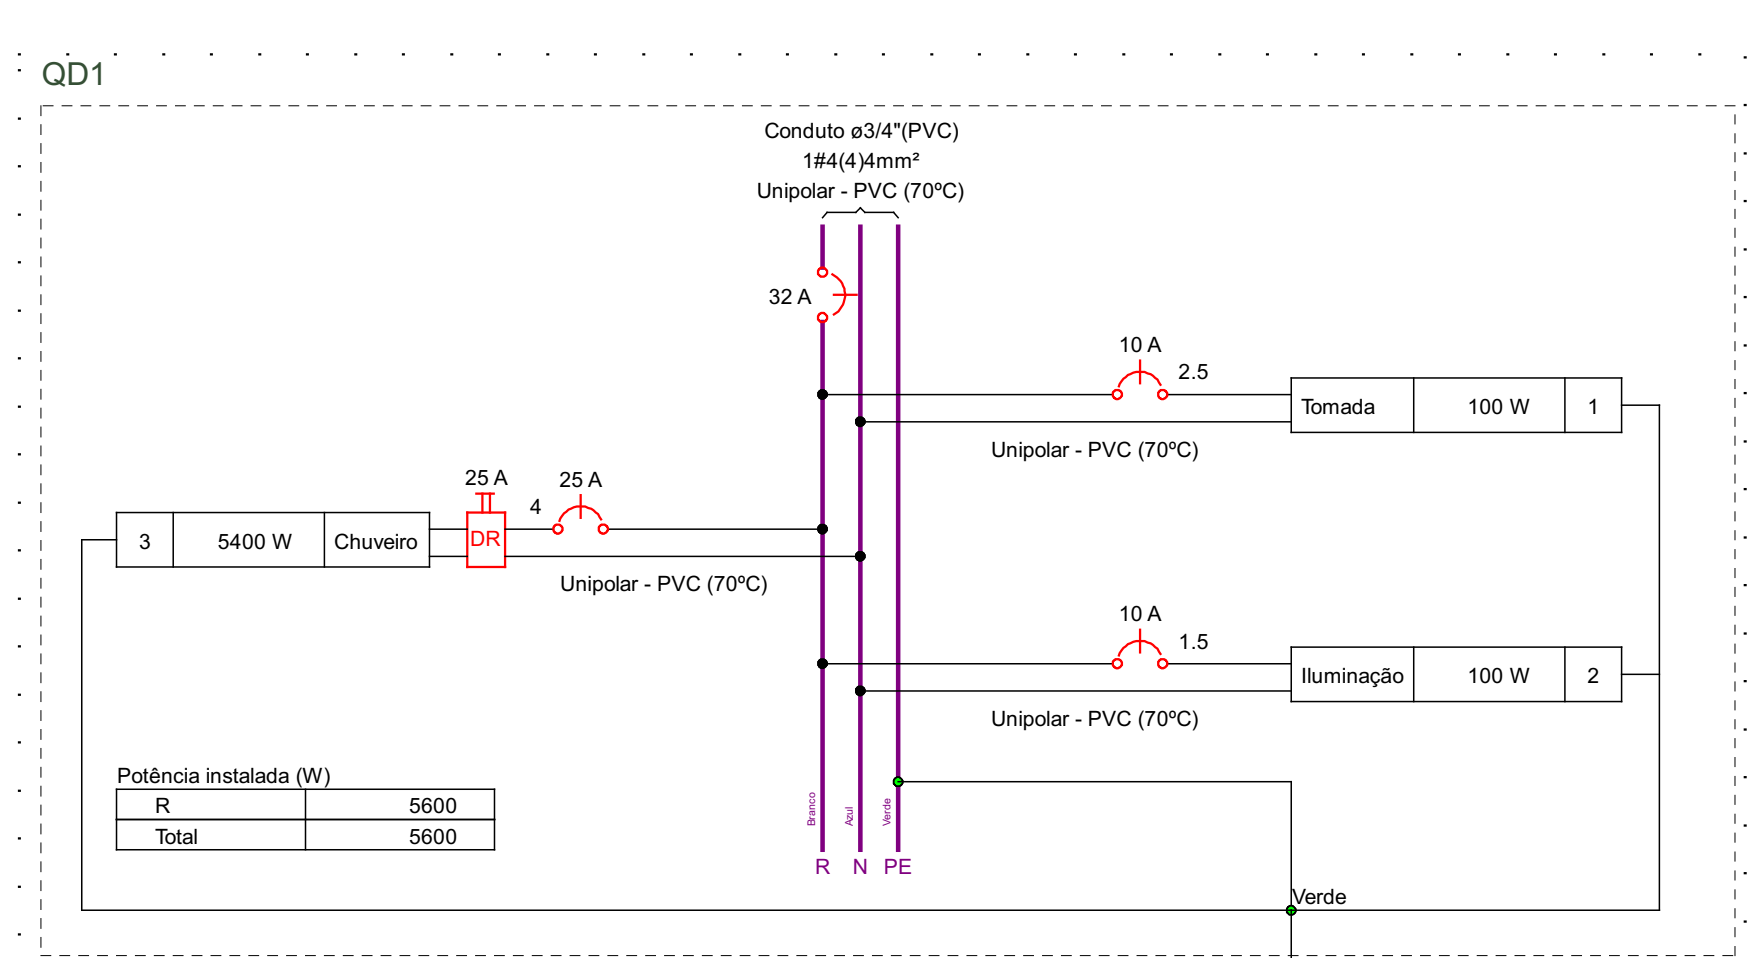 QD1
Conduto ø3/4"(PVC)
1#4(4)4mm²
Unipolar - PVC (70ºC)
32 A
10 A
2.5
Tomada 100 W 1
Unipolar - PVC (70ºC)
25 A 25 A
4
3 5400 W Chuveiro DR
Unipolar - PVC (70ºC)
10 A
1.5
Iluminação 100 W 2
Unipolar - PVC (70ºC)
Potência instalada (W)
R 5600
Total 5600
Branco Azul Verde
R N PE
Verde